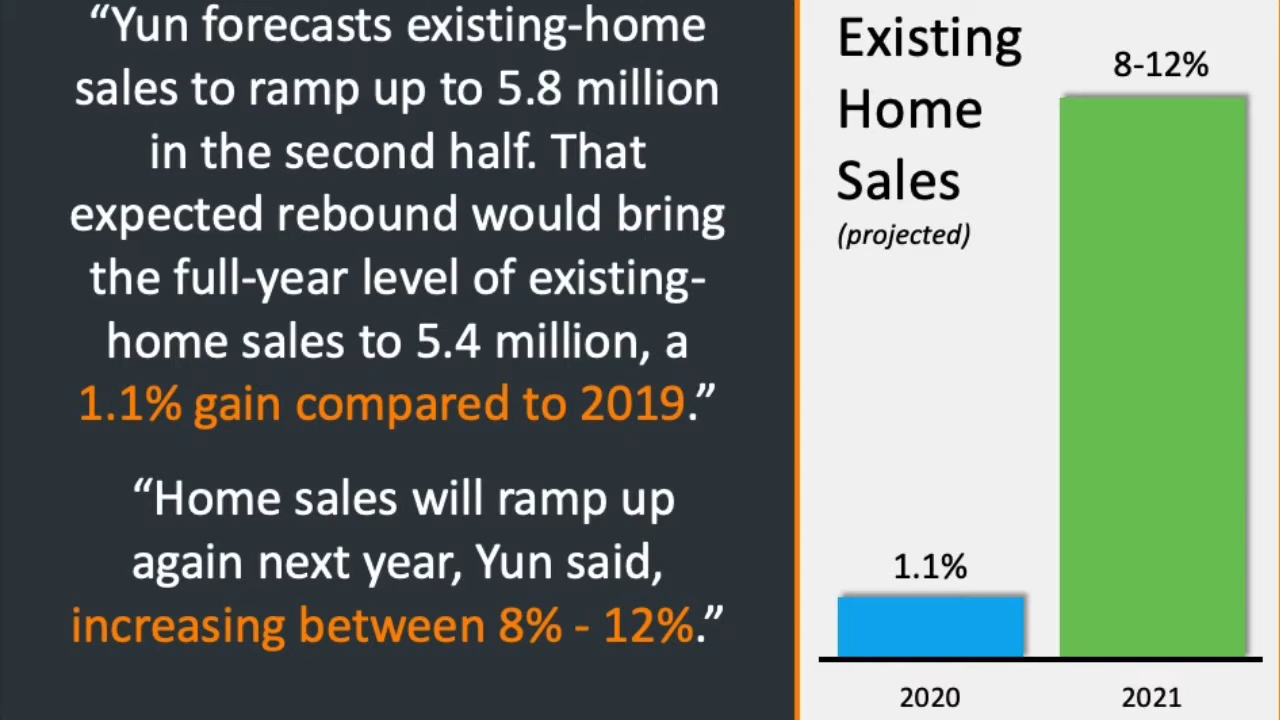 “Yun forecasts existing-home
sales to ramp up to 5.8 million
in the second half. That
expected rebound would bring
the full-year level of existing-
home sales to 5.4 million, a
1.1% gain compared to 2019.”
“Home sales will ramp up
again next year, Yun said,
increasing between 8% - 12%.”
Existing
Home
Sales
(projected)
8-12%
1.1%
2020
2021